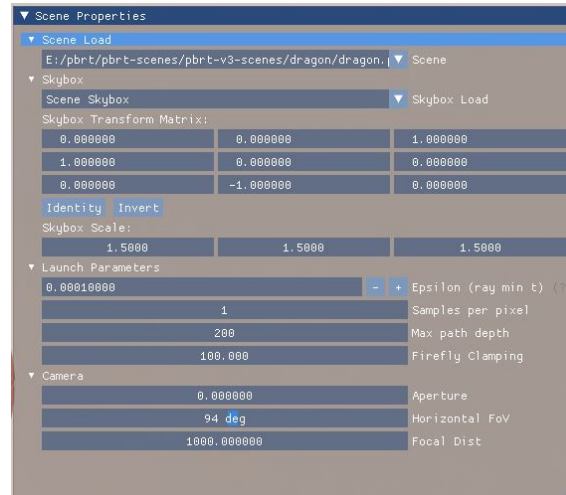 Scene Properties
Scene Load
E:/pbrt/pbrt-scenes/pbrt-v3-scenes/dragon/dragon.p Scene
Skybox
Scene Skybox Skybox Load
Skybox Transform Matrix:
0.000000 0.000000 1.000000
1.000000 0.000000 0.000000
0.000000 -1.000000 0.000000
Identity Invert
Skybox Scale:
1.5000 1.5000 1.5000
Launch Parameters
0.00010000 - + Epsilon (ray min t) (?
1 Samples per pixel
200 Max path depth
100.000 Firefly Clamping
Camera
0.000000 Aperture
94 deg Horizontal FoV
1000.000000 Focal Dist